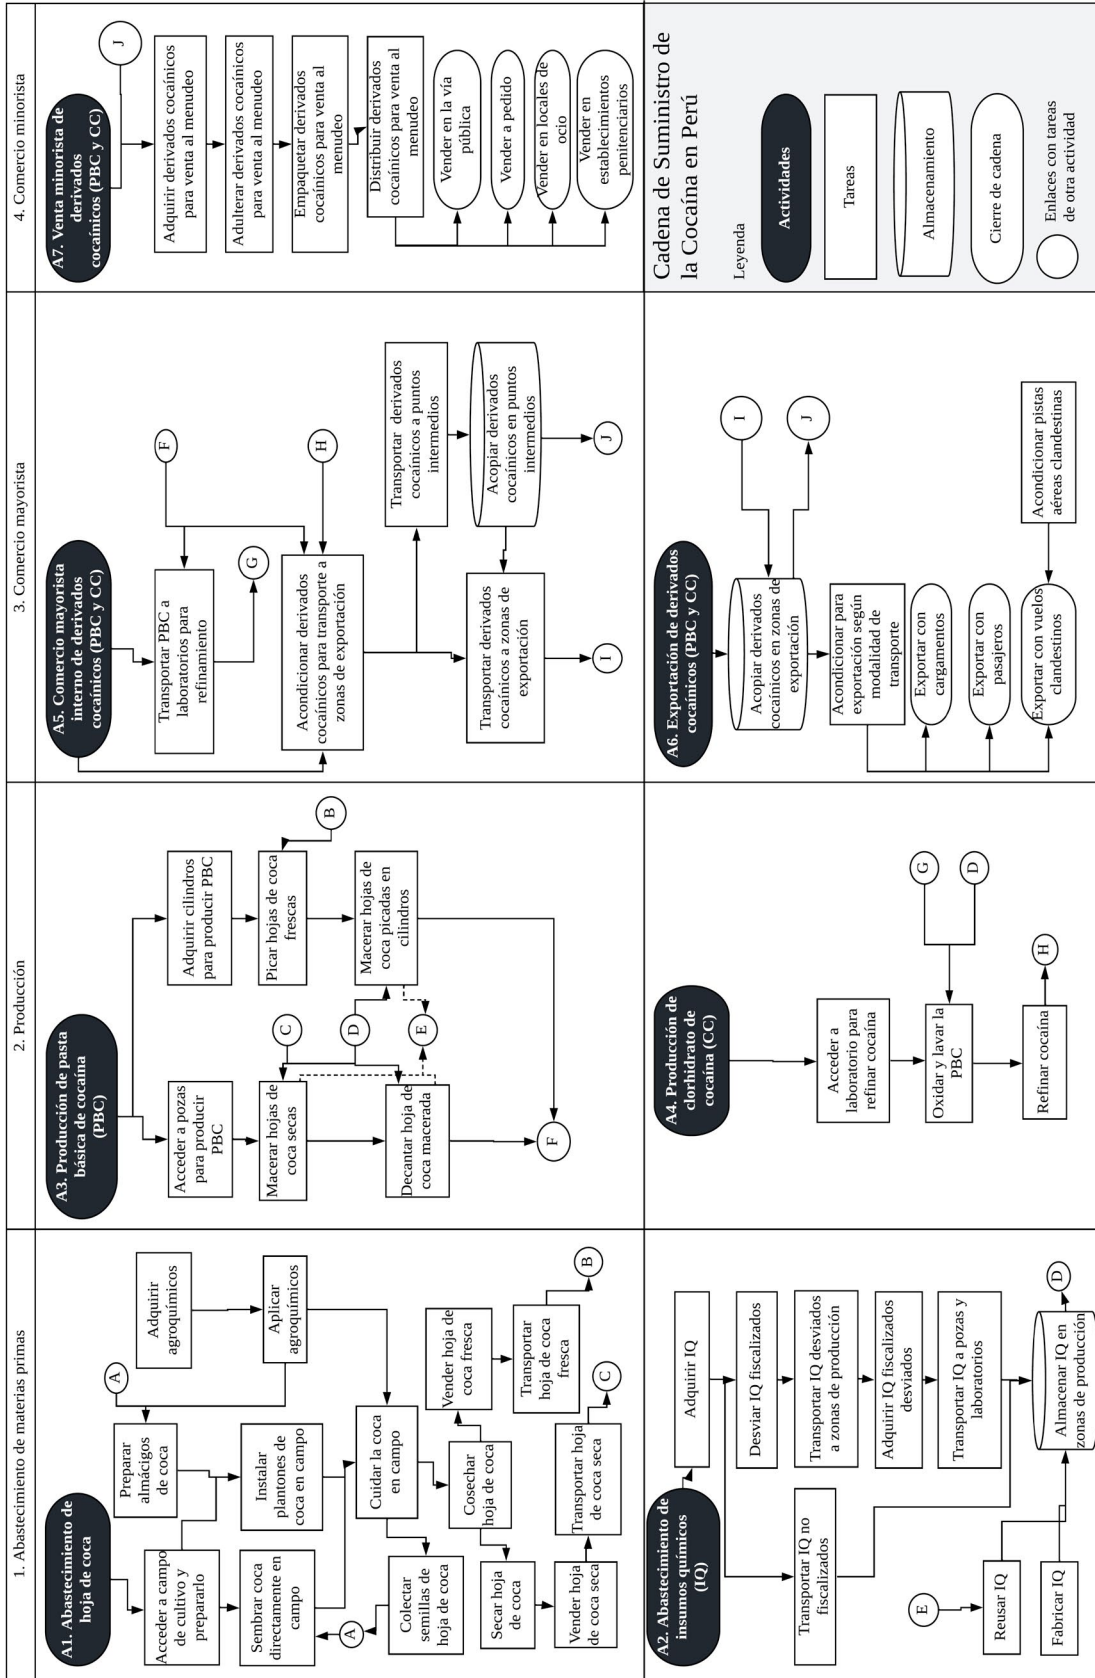 1. Abastecimiento de materias primas
A1. Abastecimiento de
hoja de coca
Acceder a campo
de cultivo y
prepararlo
Preparar
almácigos
de coca
A
Adquirir
agroquímicos
Aplicar
agroquímicos
Sembrar coca
directamente en
campo
Instalar
plantones de
coca en campo
A
Cuidar la coca
en campo
Colectar
semillas de
hoja de coca
Cosechar
hoja de coca
Vender hoja de
coca fresca
Secar hoja
de coca
Transportar
hoja de coca
fresca
B
Vender hoja
de coca seca
Transportar hoja
de coca seca
C
A2. Abastecimiento de
insumos químicos
(IQ)
Adquirir IQ
Transportar IQ no
fiscalizados
Desviar IQ fiscalizados
Transportar IQ desviados
a zonas de producción
Adquirir IQ fiscalizados
desviados
Transportar IQ a pozas y
laboratorios
E
Reusar IQ
Fabricar IQ
Almacenar IQ en
zonas de producción
D
2. Producción
A3. Producción de pasta
básica de cocaína
(PBC)
Acceder a pozas
para producir
PBC
Adquirir cilindros
para producir PBC
Macerar hojas de
coca secas
C
Picar hojas de coca
frescas
B
D
Macerar hojas de
coca picadas en
cilindros
Decantar hoja de
coca macerada
E
F
A4. Producción de
clorhidrato de
cocaína (CC)
Acceder a
laboratorio para
refinar cocaína
G
D
Oxidar y lavar la
PBC
Refinar cocaína
H
3. Comercio mayorista
A5. Comercio mayorista
interno de derivados
cocaínicos (PBC y CC)
Transportar PBC a
laboratorios para
refinamiento
F
G
Acondicionar derivados
cocaínicos para transporte a
zonas de exportación
H
Transportar derivados
cocaínicos a puntos
intermedios
Transportar derivados
cocaínicos a zonas de
exportación
Acopiar derivados
cocaínicos en puntos
intermedios
I
J
A6. Exportación de derivados
cocaínicos (PBC y CC)
Acopiar derivados
cocaínicos en zonas de
exportación
I
J
Acondicionar para
exportación según
modalidad de
transporte
Exportar con
cargamentos
Exportar con
pasajeros
Exportar con vuelos
clandestinos
Acondicionar pistas
aéreas clandestinas
4. Comercio minorista
A7. Venta minorista de
derivados
cocaínicos (PBC y CC)
J
Adquirir derivados cocaínicos
para venta al menudeo
Adulterar derivados cocaínicos
para venta al menudeo
Empaquetar derivados
cocaínicos para venta al
menudeo
Distribuir derivados
cocaínicos para venta al
menudeo
Vender en la vía
pública
Vender a pedido
Vender en locales de
ocio
Vender en
establecimientos
penitenciarios
Cadena de Suministro de
la Cocaína en Perú
Leyenda
Actividades
Tareas
Almacenamiento
Cierre de cadena
Enlaces con tareas
de otra actividad